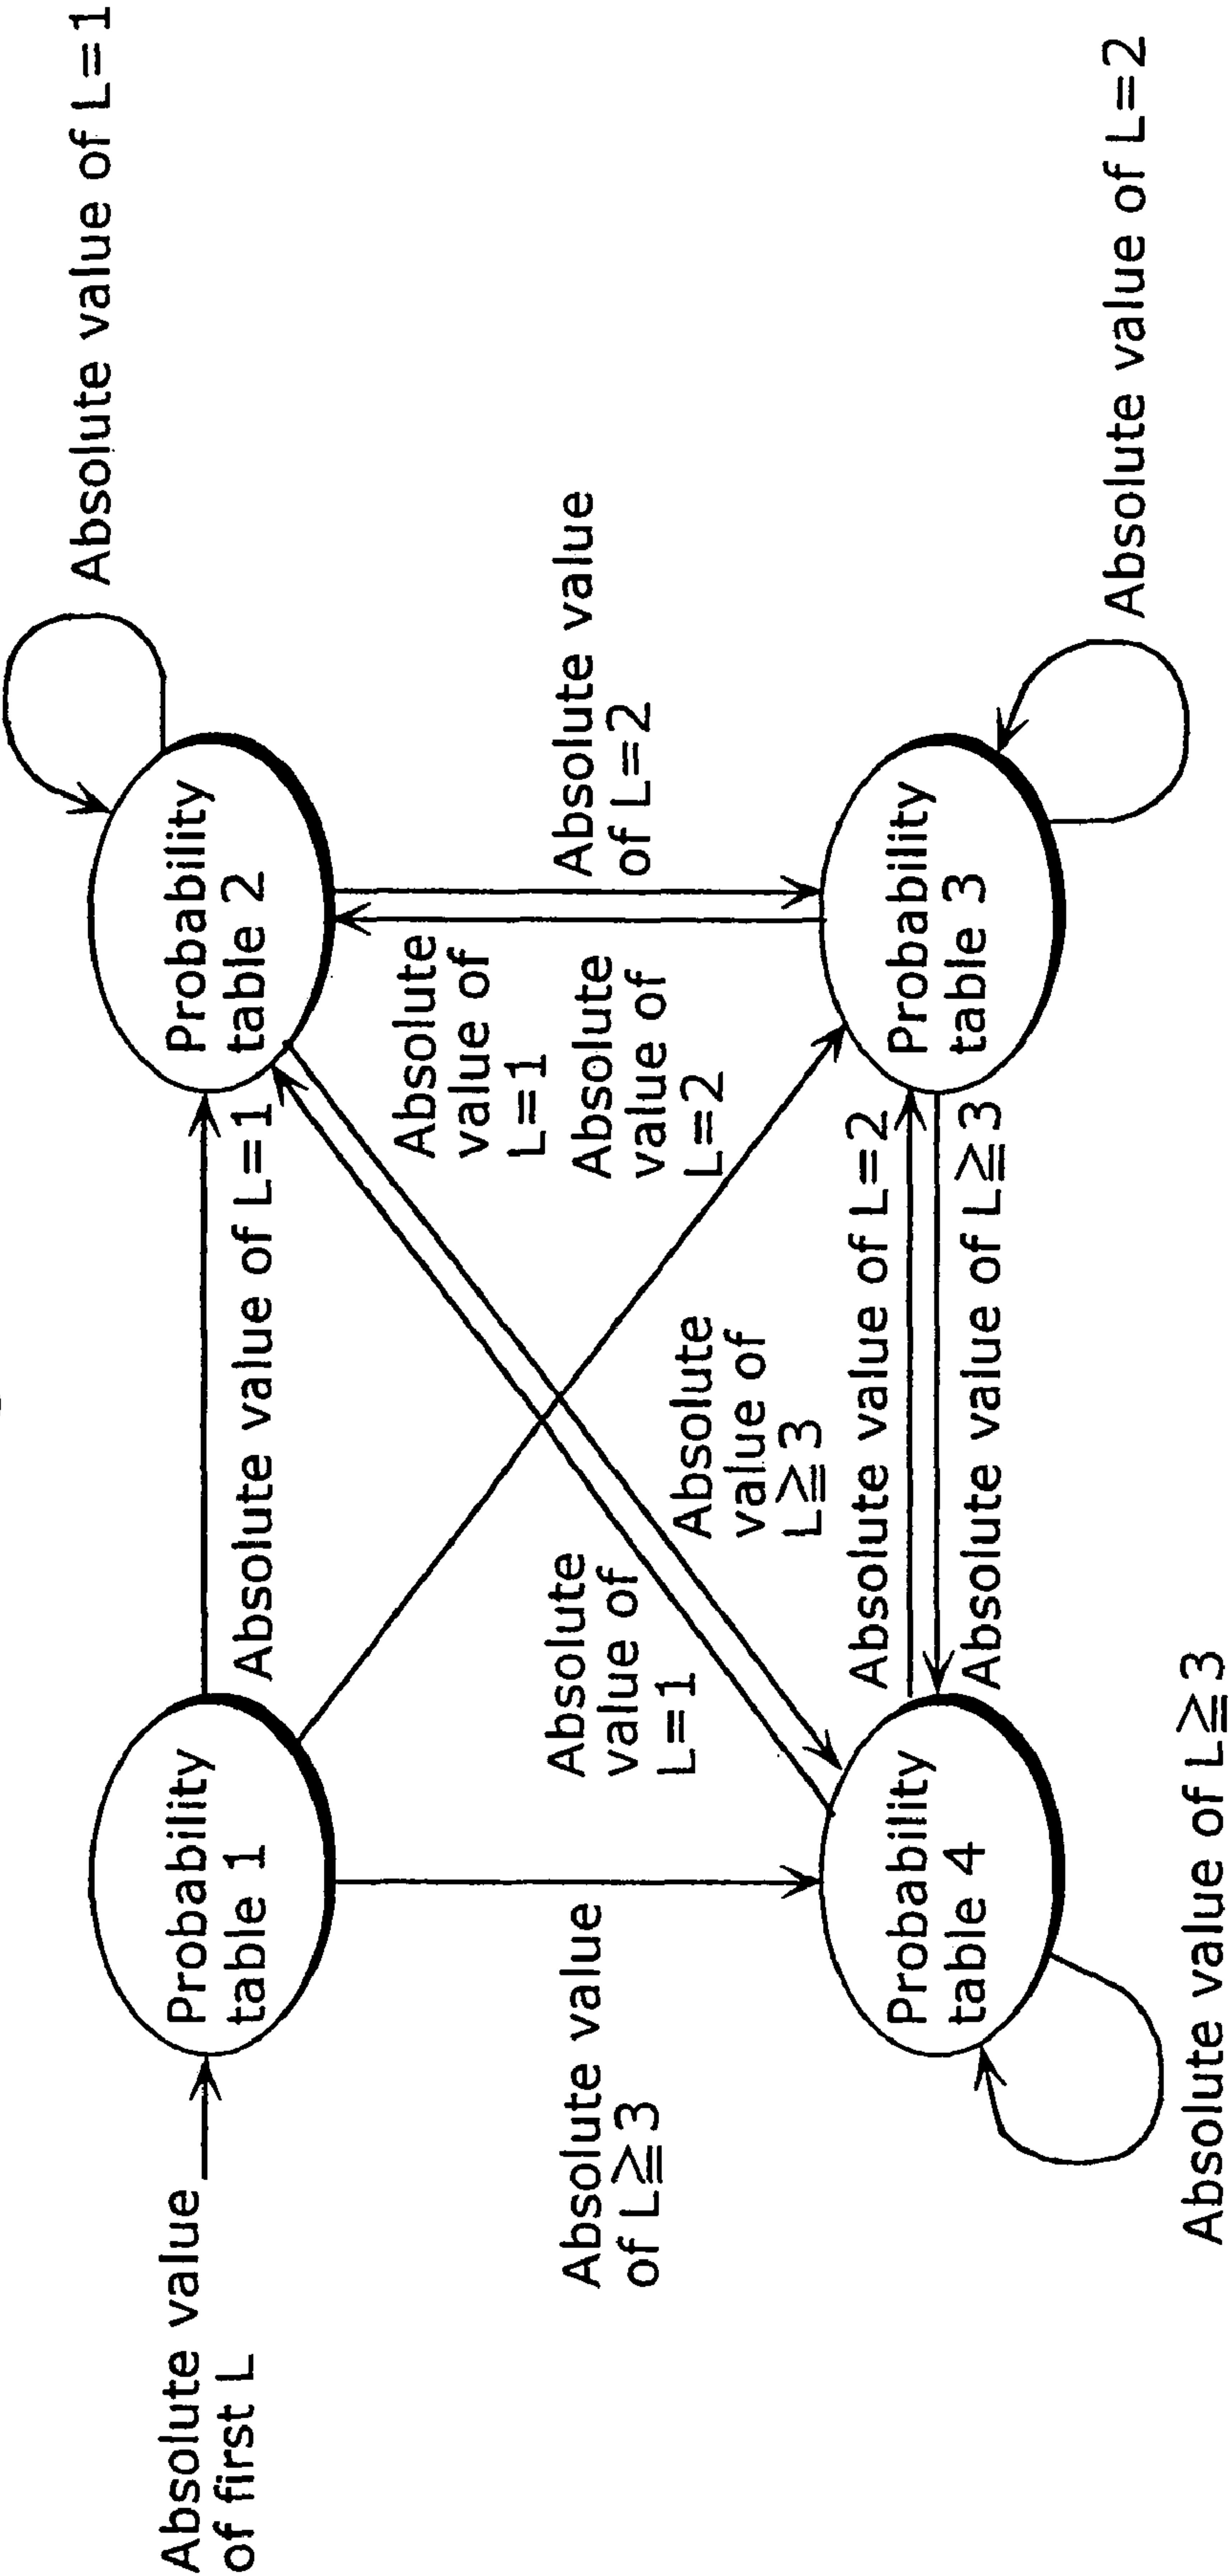 Absolute value
of first L
Probability
table 1
Absolute value of L=1
Probability
table 2
Absolute value of L=1
Absolute value
of L≧3
Absolute
value of
L=1
Absolute
value of
L≧3
Absolute
value of
L=1
Absolute
value of
L=2
Absolute value
of L=2
Absolute value of L=2
Absolute value of L≧3
Probability
table 4
Probability
table 3
Absolute value of L≧3
Absolute value of L=2